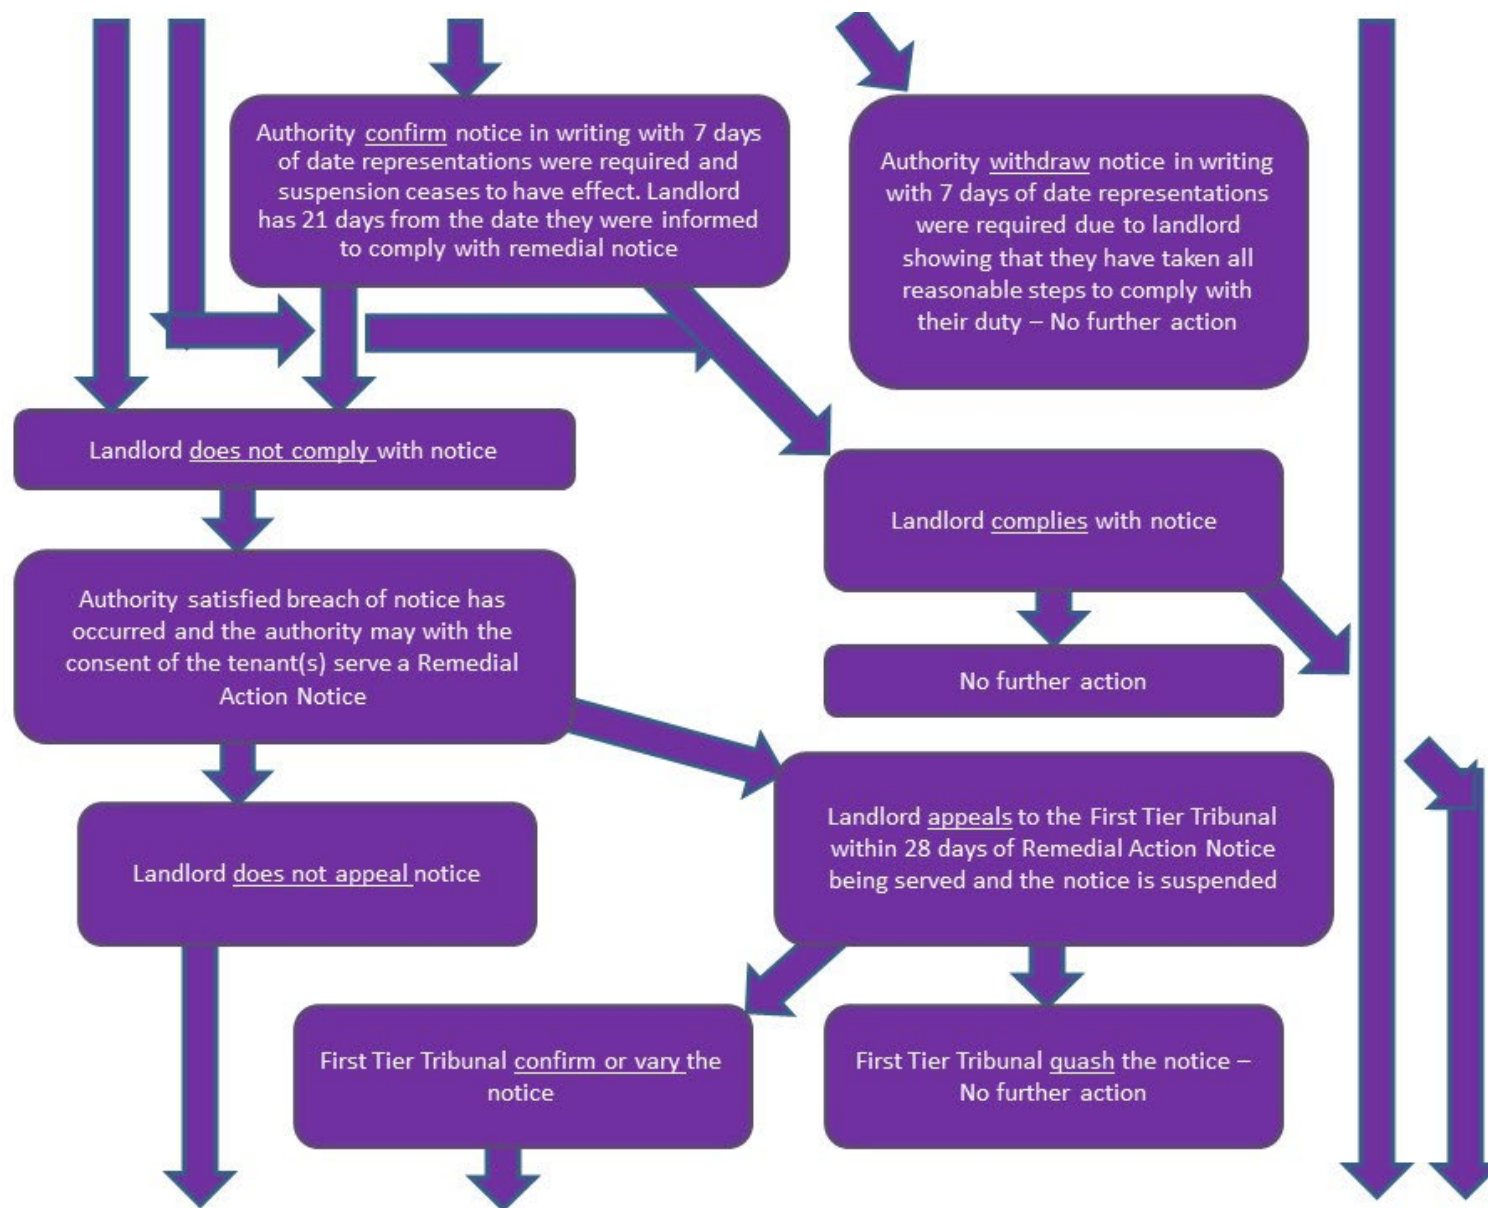 Authority confirm notice in writing with 7 days
of date representations were required and
suspension ceases to have effect. Landlord
has 21 days from the date they were informed
to comply with remedial notice
Authority withdraw notice in writing
with 7 days of date representations
were required due to landlord
showing that they have taken all
reasonable steps to comply with
their duty – No further action
Landlord does not comply with notice
Landlord complies with notice
Authority satisfied breach of notice has
occurred and the authority may with the
consent of the tenant(s) serve a Remedial
Action Notice
No further action
Landlord does not appeal notice
Landlord appeals to the First Tier Tribunal
within 28 days of Remedial Action Notice
being served and the notice is suspended
First Tier Tribunal confirm or vary the
notice
First Tier Tribunal quash the notice –
No further action